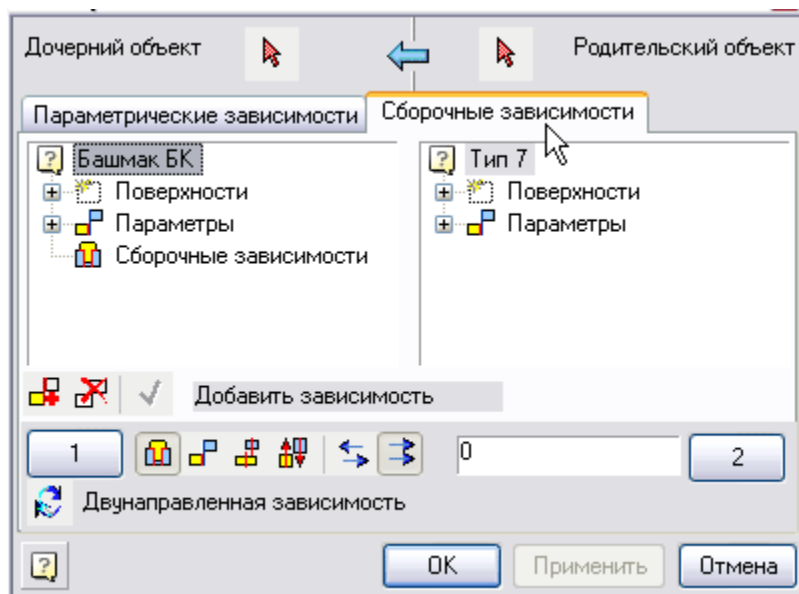 Дочерний объект Родительский объект
Параметрические зависимости Сборочные зависимости
Башмак БК Тип 7
Поверхности Поверхности
Параметры Параметры
Сборочные зависимости
Добавить зависимость
1 0 2
Двунаправленная зависимость
OK Применить Отмена